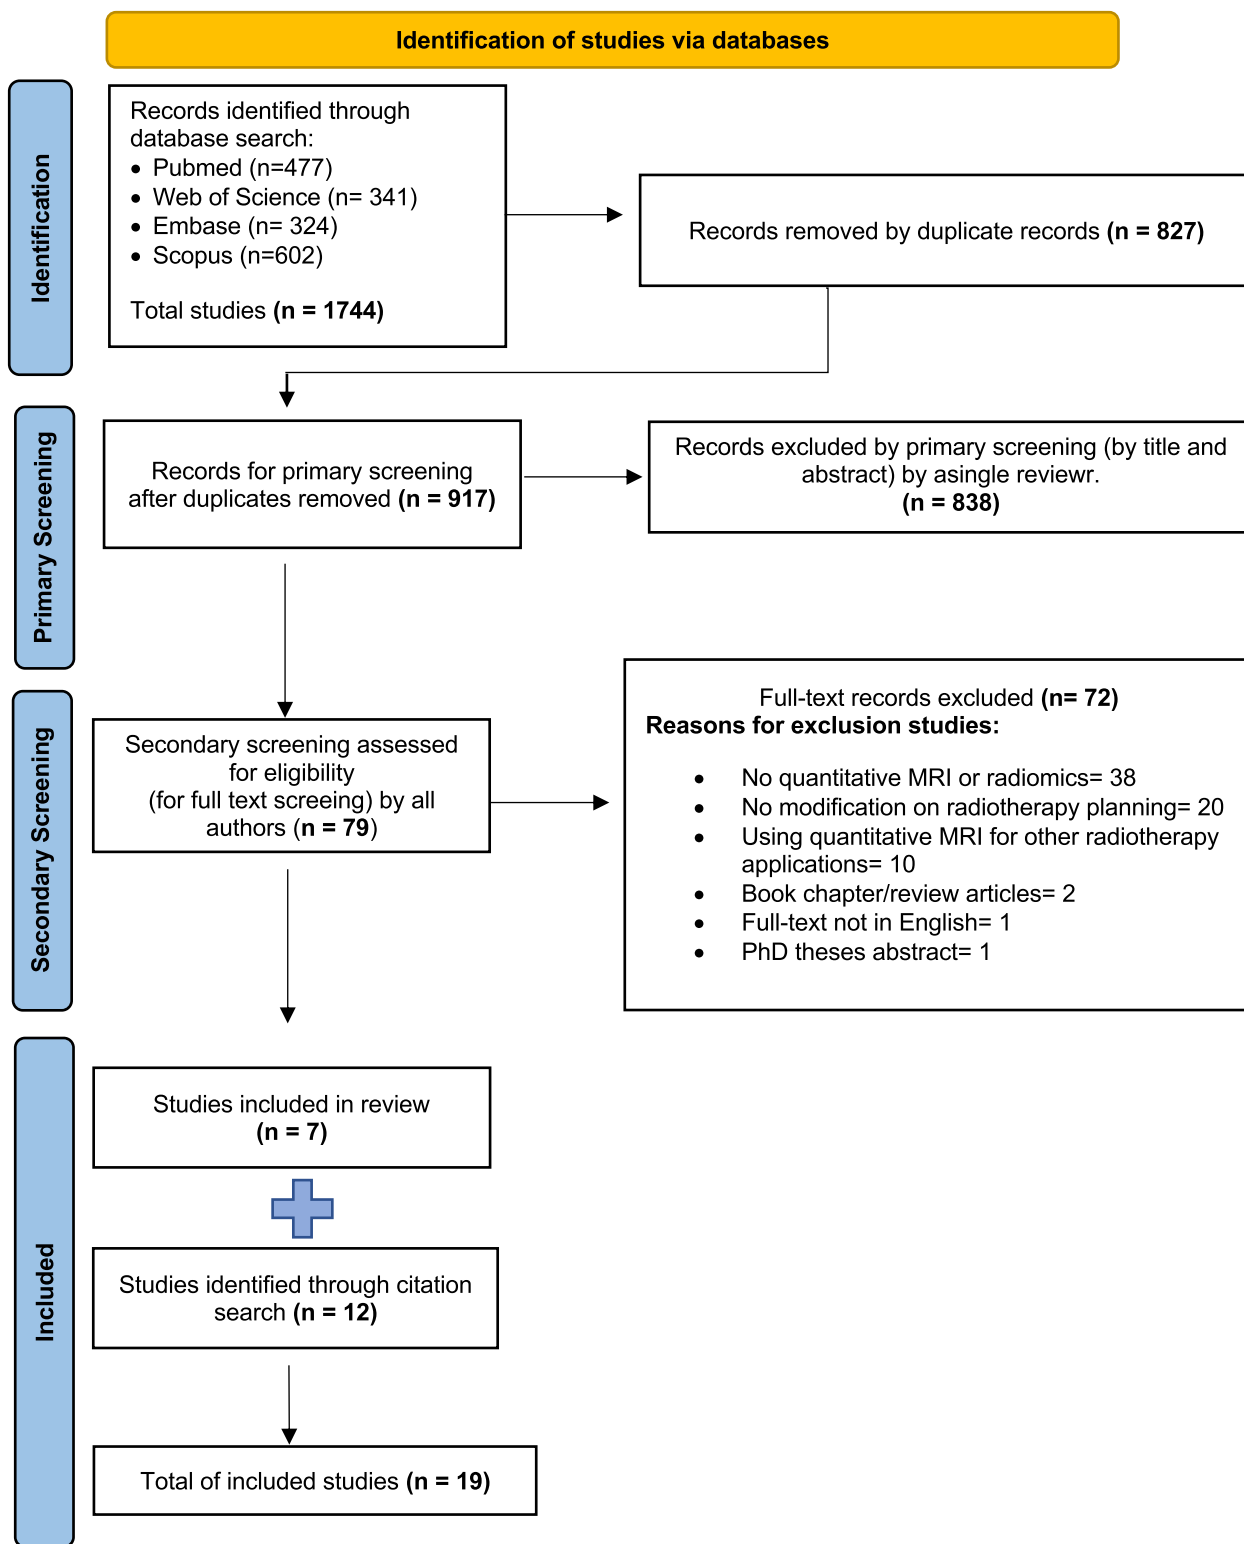 Identification of studies via databases
Identification
Records identified through
database search:
• Pubmed (n=477)
• Web of Science (n= 341)
• Embase (n= 324)
• Scopus (n=602)
Total studies (n = 1744)
Records removed by duplicate records (n = 827)
Primary Screening
Records for primary screening
after duplicates removed (n = 917)
Records excluded by primary screening (by title and
abstract) by asingle reviewr.
(n = 838)
Secondary Screening
Secondary screening assessed
for eligibility
(for full text screeing) by all
authors (n = 79)
Full-text records excluded (n= 72)
Reasons for exclusion studies:
• No quantitative MRI or radiomics= 38
• No modification on radiotherapy planning= 20
• Using quantitative MRI for other radiotherapy
applications= 10
• Book chapter/review articles= 2
• Full-text not in English= 1
• PhD theses abstract= 1
Included
Studies included in review
(n = 7)
Studies identified through citation
search (n = 12)
Total of included studies (n = 19)